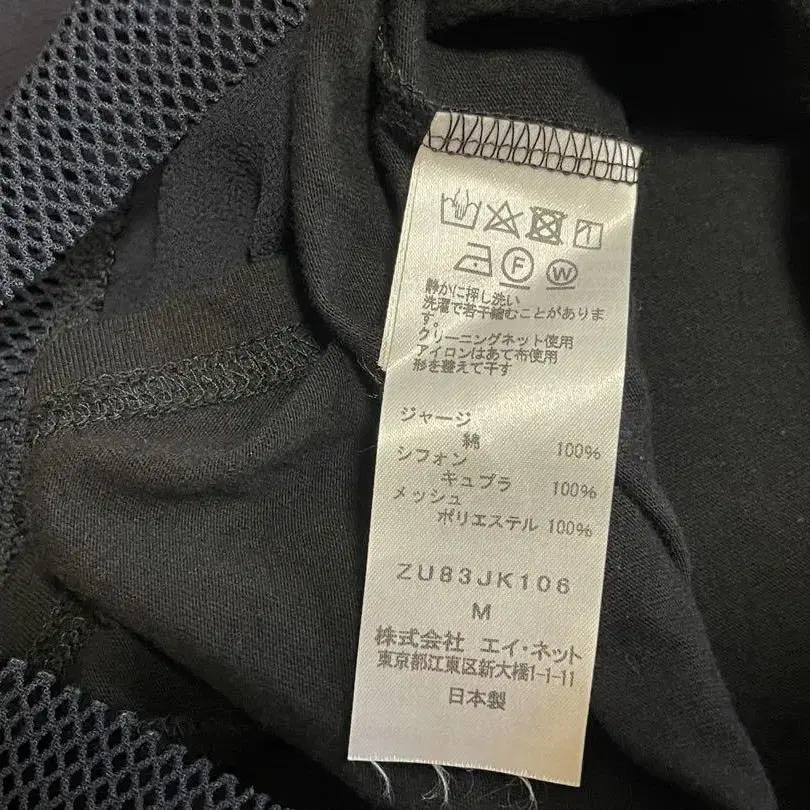 F W
静かに押し洗い
洗濯で若干縮むことがありま
す。
クリーニングネット使用
アイロンはあて布使用
形を整えて干す
ジャージ
綿 100%
シフォン
キュプラ 100%
メッシュ
ポリエステル 100%
ZU83JK106
M
株式会社 エイ・ネット
東京都江東区新大橋1-1-11
日本製